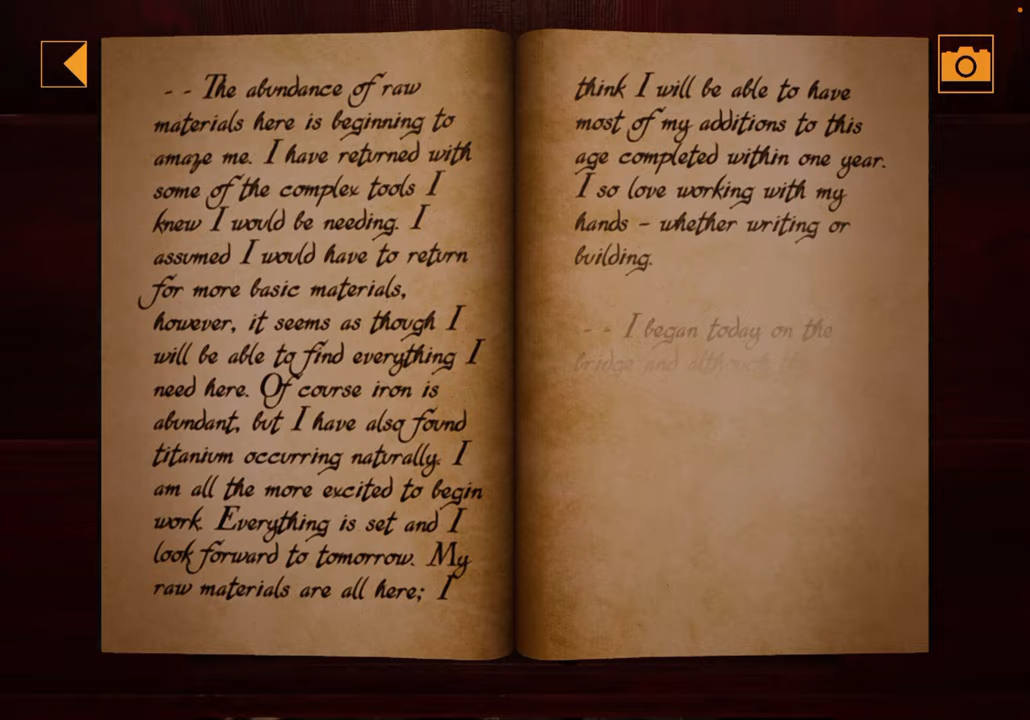 - - The abundance of raw
materials here is beginning to
amaze me. I have returned with
some of the complex tools I
knew I would be needing. I
assumed I would have to return
for more basic materials,
however, it seems as though I
will be able to find everything I
need here. Of course iron is
abundant, but I have also found
titanium occurring naturally. I
am all the more excited to begin
work. Everything is set and I
look forward to tomorrow. My
raw materials are all here; I
think I will be able to have
most of my additions to this
age completed within one year.
I so love working with my
hands - whether writing or
building.
- - I began today on the
bridge and although